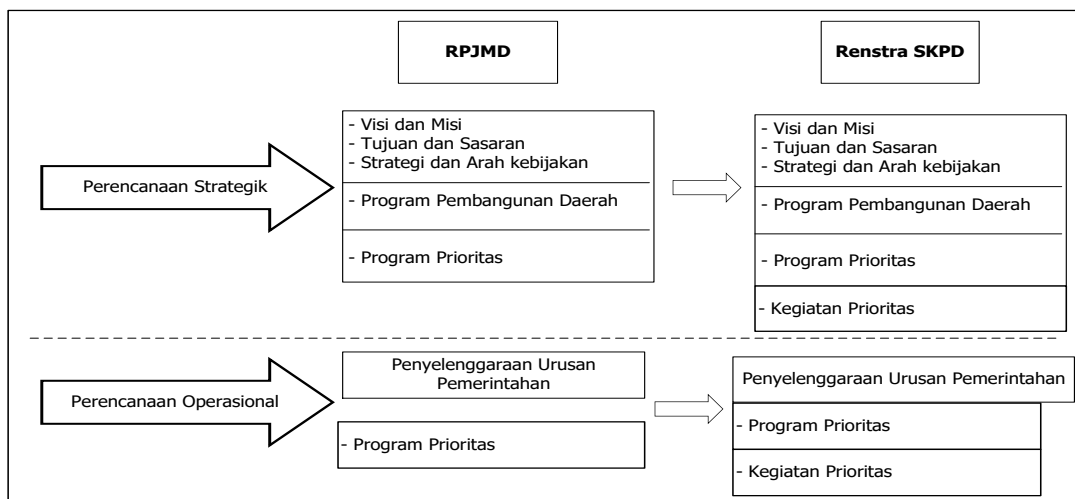 RPJMD
Renstra SKPD
Perencanaan Strategik
- Visi dan Misi
- Tujuan dan Sasaran
- Strategi dan Arah kebijakan
- Program Pembangunan Daerah
- Program Prioritas
- Visi dan Misi
- Tujuan dan Sasaran
- Strategi dan Arah kebijakan
- Program Pembangunan Daerah
- Program Prioritas
- Kegiatan Prioritas
Perencanaan Operasional
Penyelenggaraan Urusan
Pemerintahan
- Program Prioritas
Penyelenggaraan Urusan Pemerintahan
- Program Prioritas
- Kegiatan Prioritas